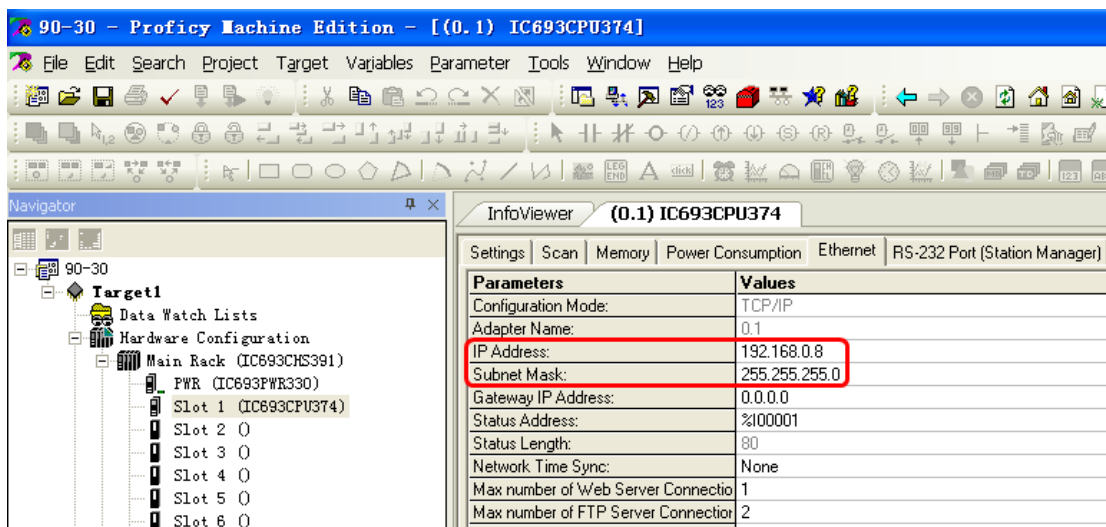 90-30 - Proficy Machine Edition - [(0.1) IC693CPU374]
File Edit Search Project Target Variables Parameter Tools Window Help
Navigator
InfoViewer
(0.1) IC693CPU374
Settings Scan Memory Power Consumption Ethernet RS-232 Port (Station Manager)
90-30
Target1
Data Watch Lists
Hardware Configuration
Main Rack (IC693CHS391)
PWR (IC693PWR330)
Slot 1 (IC693CPU374)
Slot 2 ()
Slot 3 ()
Slot 4 ()
Slot 5 ()
Slot 6 ()
Parameters Values
Configuration Mode: TCP/IP
Adapter Name: 0.1
IP Address: 192.168.0.8
Subnet Mask: 255.255.255.0
Gateway IP Address: 0.0.0.0
Status Address: %I00001
Status Length: 80
Network Time Sync: None
Max number of Web Server Connectio 1
Max number of FTP Server Connection 2